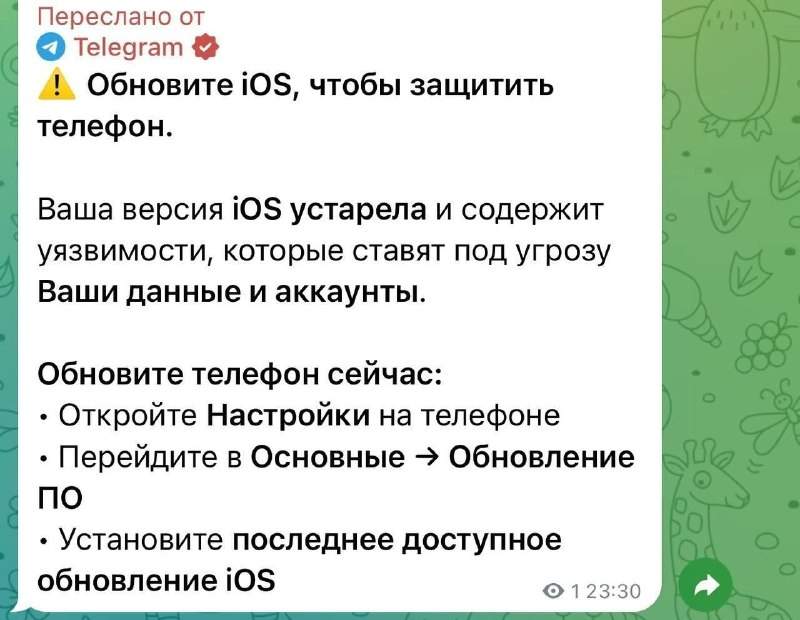 Переслано от
Telegram
Обновите iOS, чтобы защитить
телефон.
Ваша версия iOS устарела и содержит
уязвимости, которые ставят под угрозу
Ваши данные и аккаунты.
Обновите телефон сейчас:
• Откройте Настройки на телефоне
• Перейдите в Основные → Обновление
ПО
• Установите последнее доступное
обновление iOS
1 23:30